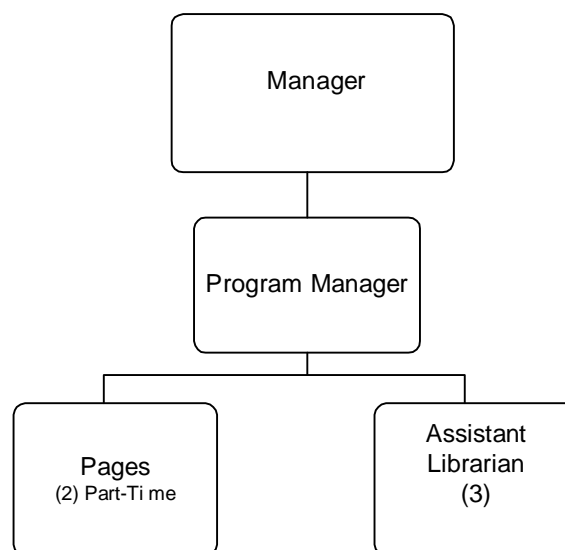 Manager
Program Manager
Pages
(2) Part-Ti me
Assistant
Librarian
(3)